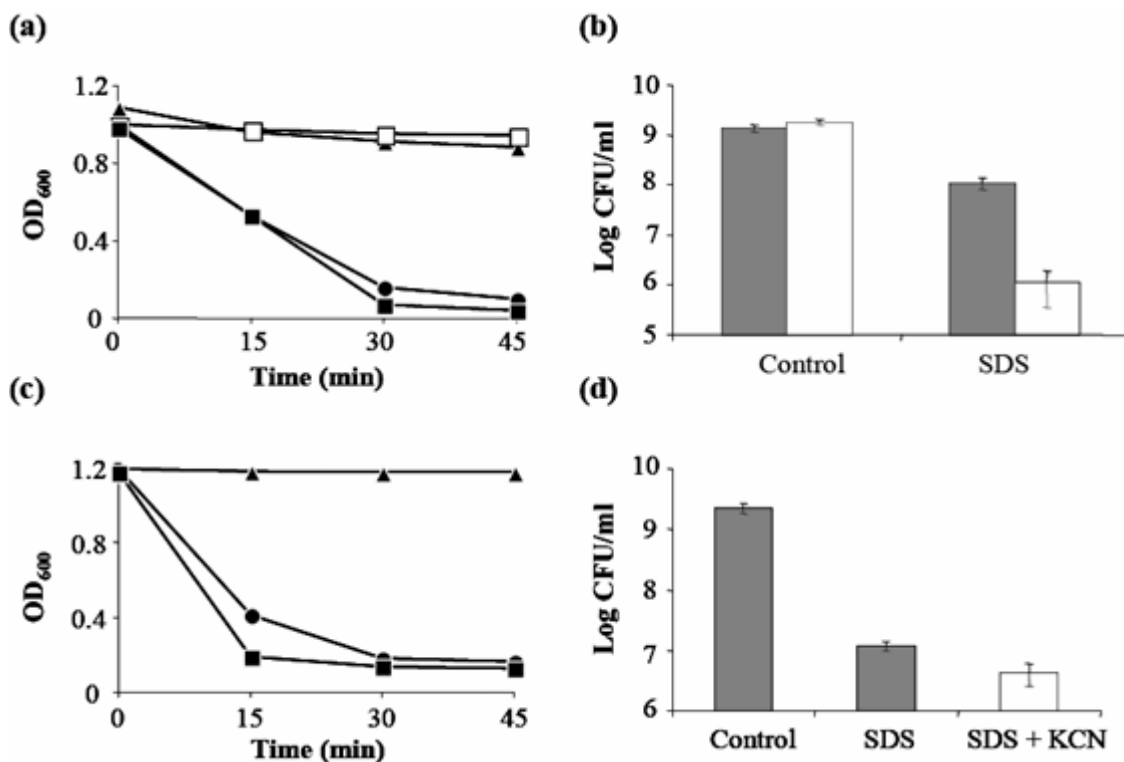 (a)
1.2
0.8
0.4
0
OD600
0 15 30 45
Time (min)
(b)
10
9
8
7
6
5
Log CFU/ml
Control SDS
(c)
1.2
0.8
0.4
0
OD600
0 15 30 45
Time (min)
(d)
10
9
8
7
6
Log CFU/ml
Control SDS SDS + KCN